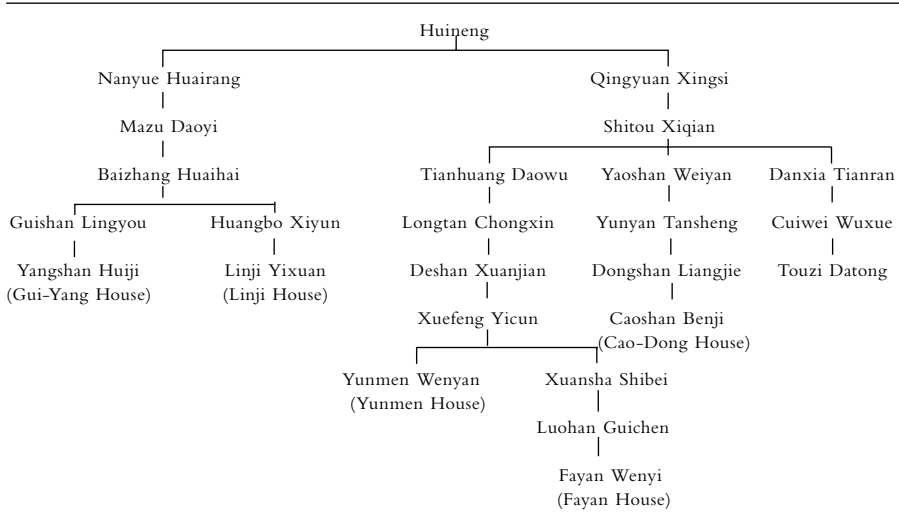 Huineng
Nanyue Huairang Qingyuan Xingsi
Mazu Daoyi Shitou Xiqian
Baizhang Huaihai Tianhuang Daowu Yaoshan Weiyan Danxia Tianran
Guishan Lingyou Huangbo Xiyun Longtan Chongxin Yunyan Tansheng Cuiwei Wuxue
Yangshan Huiji Linji Yixuan Deshan Xuanjian Dongshan Liangjie Touzi Datong
(Gui-Yang House) (Linji House)
Xuefeng Yicun Caoshan Benji
(Cao-Dong House)
Yunmen Wenyan Xuansha Shibei
(Yunmen House)
Luohan Guichen
Fayan Wenyi
(Fayan House)